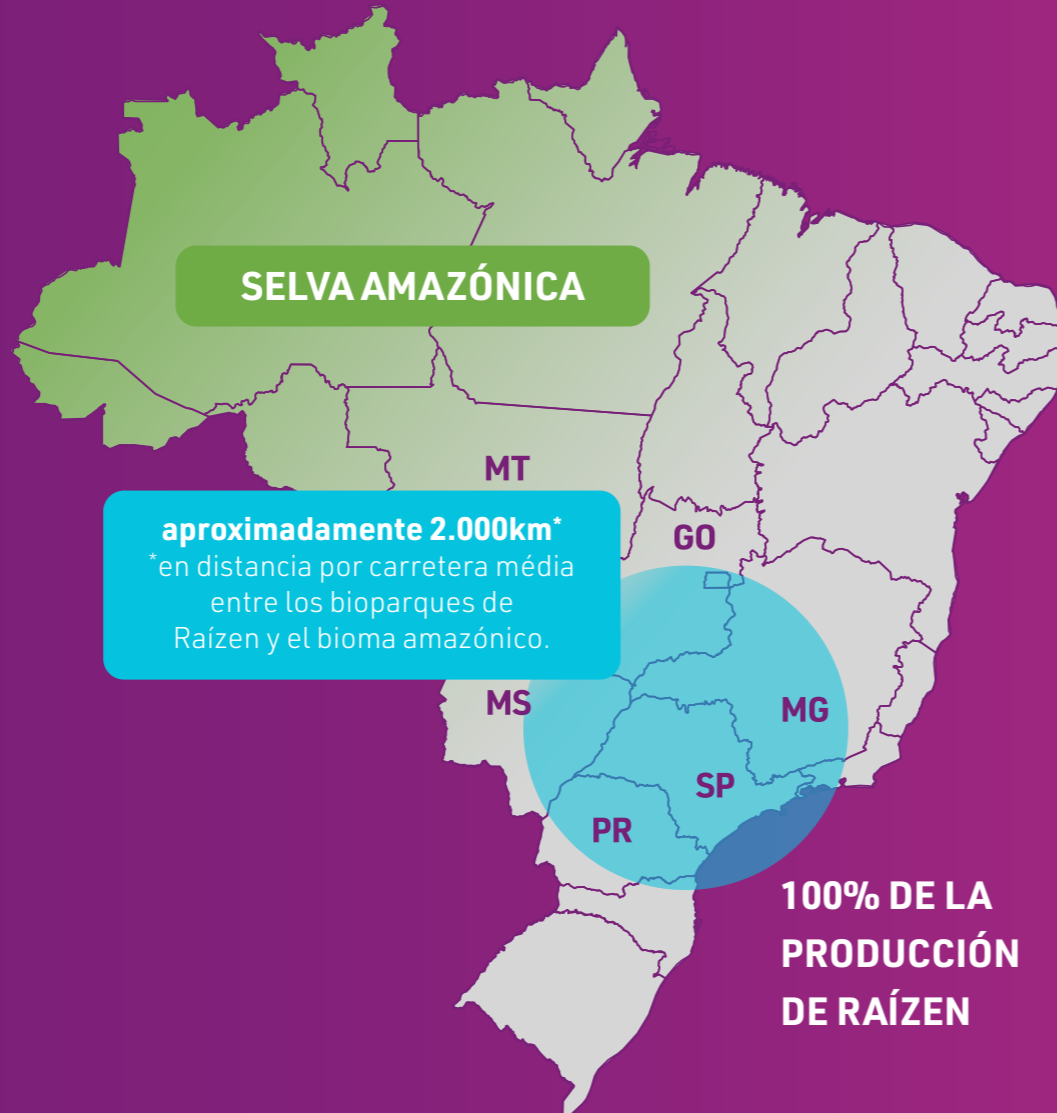 SELVA AMAZÓNICA
MT
aproximadamente 2.000km*
*en distancia por carretera média
entre los bioparques de
Raízen y el bioma amazónico.
GO
MS
MG
SP
PR
100% DE LA
PRODUCCIÓN
DE RAÍZEN